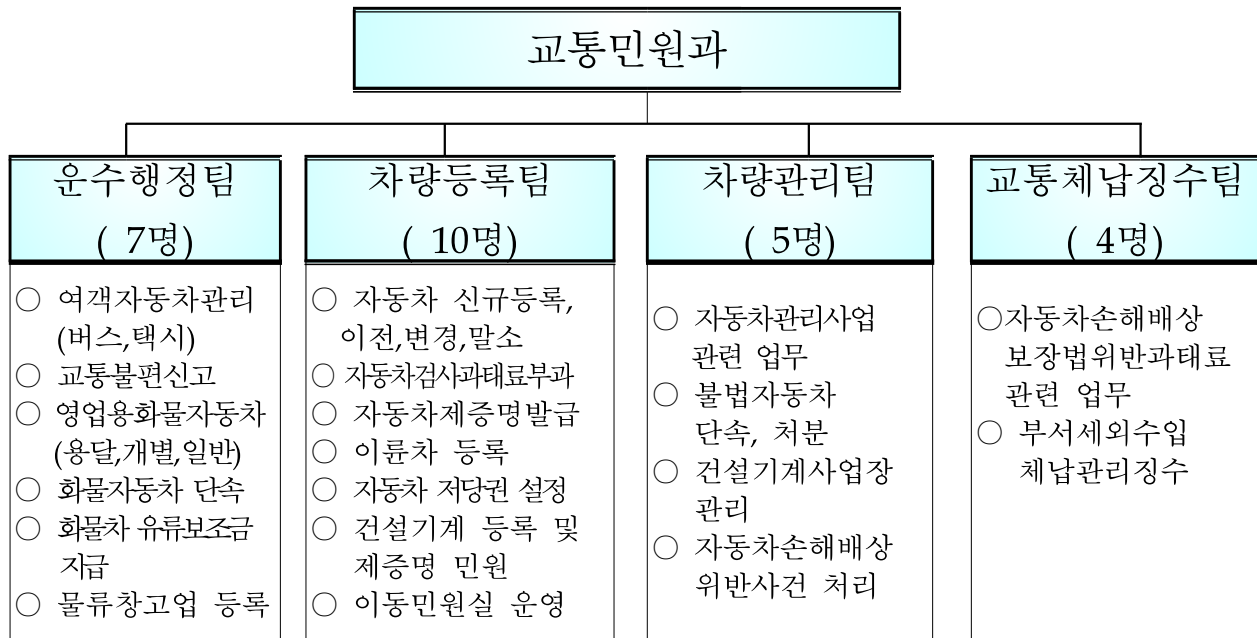 교통민원과
운수행정팀
( 7명)
○ 여객자동차관리
(버스,택시)
○ 교통불편신고
○ 영업용화물자동차
(용달,개별,일반)
○ 화물자동차 단속
○ 화물차 유류보조금
지급
○ 물류창고업 등록
차량등록팀
( 10명)
○ 자동차 신규등록,
이전,변경,말소
○ 자동차검사과태료부과
○ 자동차제증명발급
○ 이륜차 등록
○ 자동차 저당권 설정
○ 건설기계 등록 및
제증명 민원
○ 이동민원실 운영
차량관리팀
( 5명)
○ 자동차관리사업
관련 업무
○ 불법자동차
단속, 처분
○ 건설기계사업장
관리
○ 자동차손해배상
위반사건 처리
교통체납징수팀
( 4명)
○자동차손해배상
보장법위반과태료
관련 업무
○ 부서세외수입
체납관리징수